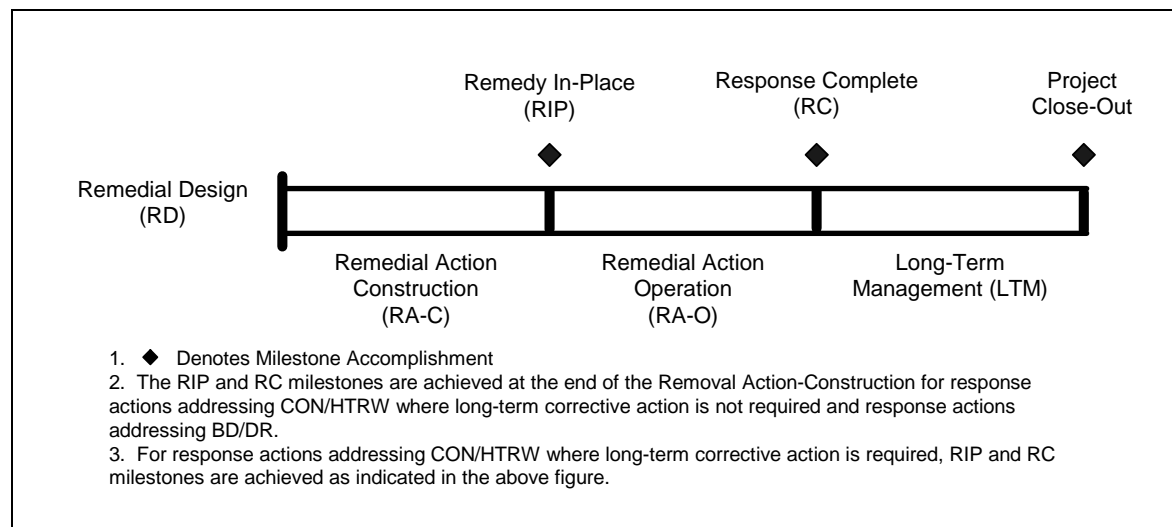 Remedy In-Place
(RIP)
Response Complete
(RC)
Project
Close-Out
Remedial Design
(RD)
Remedial Action
Construction
(RA-C)
Remedial Action
Operation
(RA-O)
Long-Term
Management (LTM)
1. ◆ Denotes Milestone Accomplishment
2. The RIP and RC milestones are achieved at the end of the Removal Action-Construction for response
actions addressing CON/HTRW where long-term corrective action is not required and response actions
addressing BD/DR.
3. For response actions addressing CON/HTRW where long-term corrective action is required, RIP and RC
milestones are achieved as indicated in the above figure.